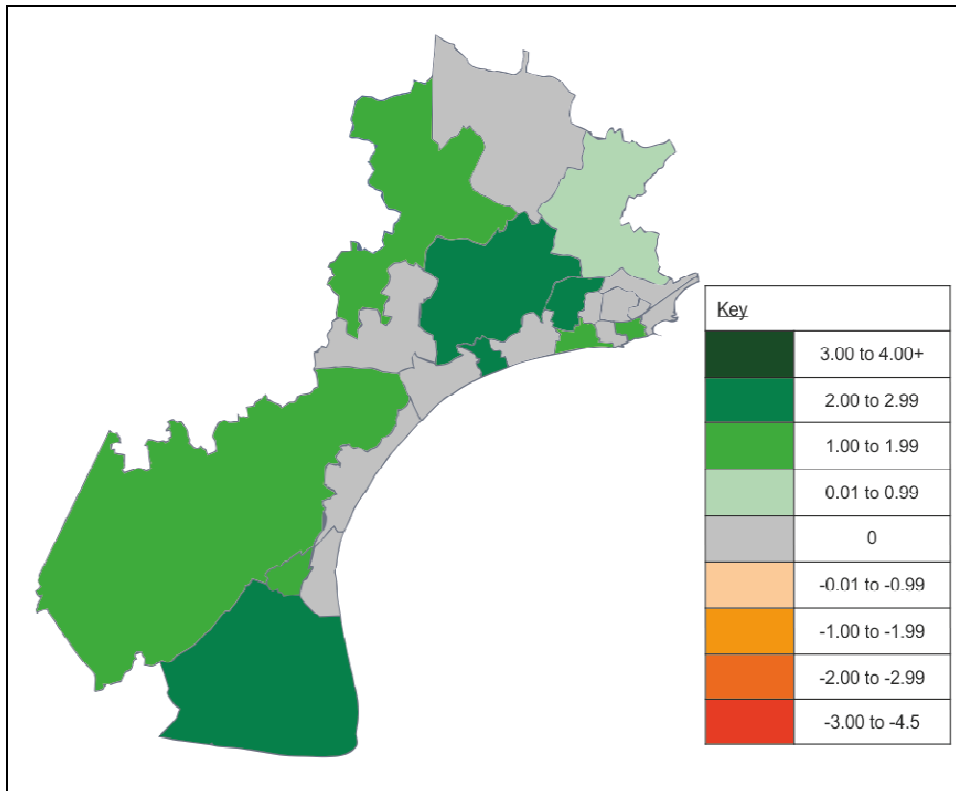 Key
3.00 to 4.00+
2.00 to 2.99
1.00 to 1.99
0.01 to 0.99
0
-0.01 to -0.99
-1.00 to -1.99
-2.00 to -2.99
-3.00 to -4.5